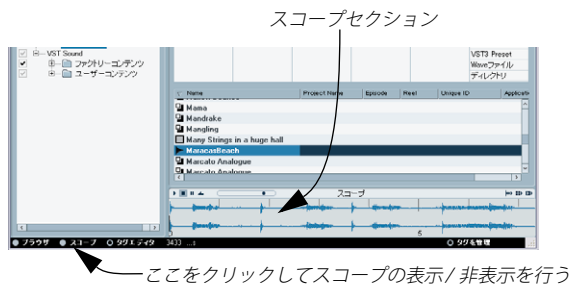 スコープセクション
VST Sound
ファクトリーコンテンツ
ユーザーコンテンツ
VST3 Preset
Waveファイル
ディレクトリ
Name Project Name Episode Reel Unique ID Applicati
Mama
Mandrake
Mangling
Many Strings in a huge hall
MaracasBeach
Marcato Analogue
Marcato Analogue
スコープ
5
ブラウザ スコープ タグエディタ 3433 タグを管理
ここをクリックしてスコープの表示/非表示を行う